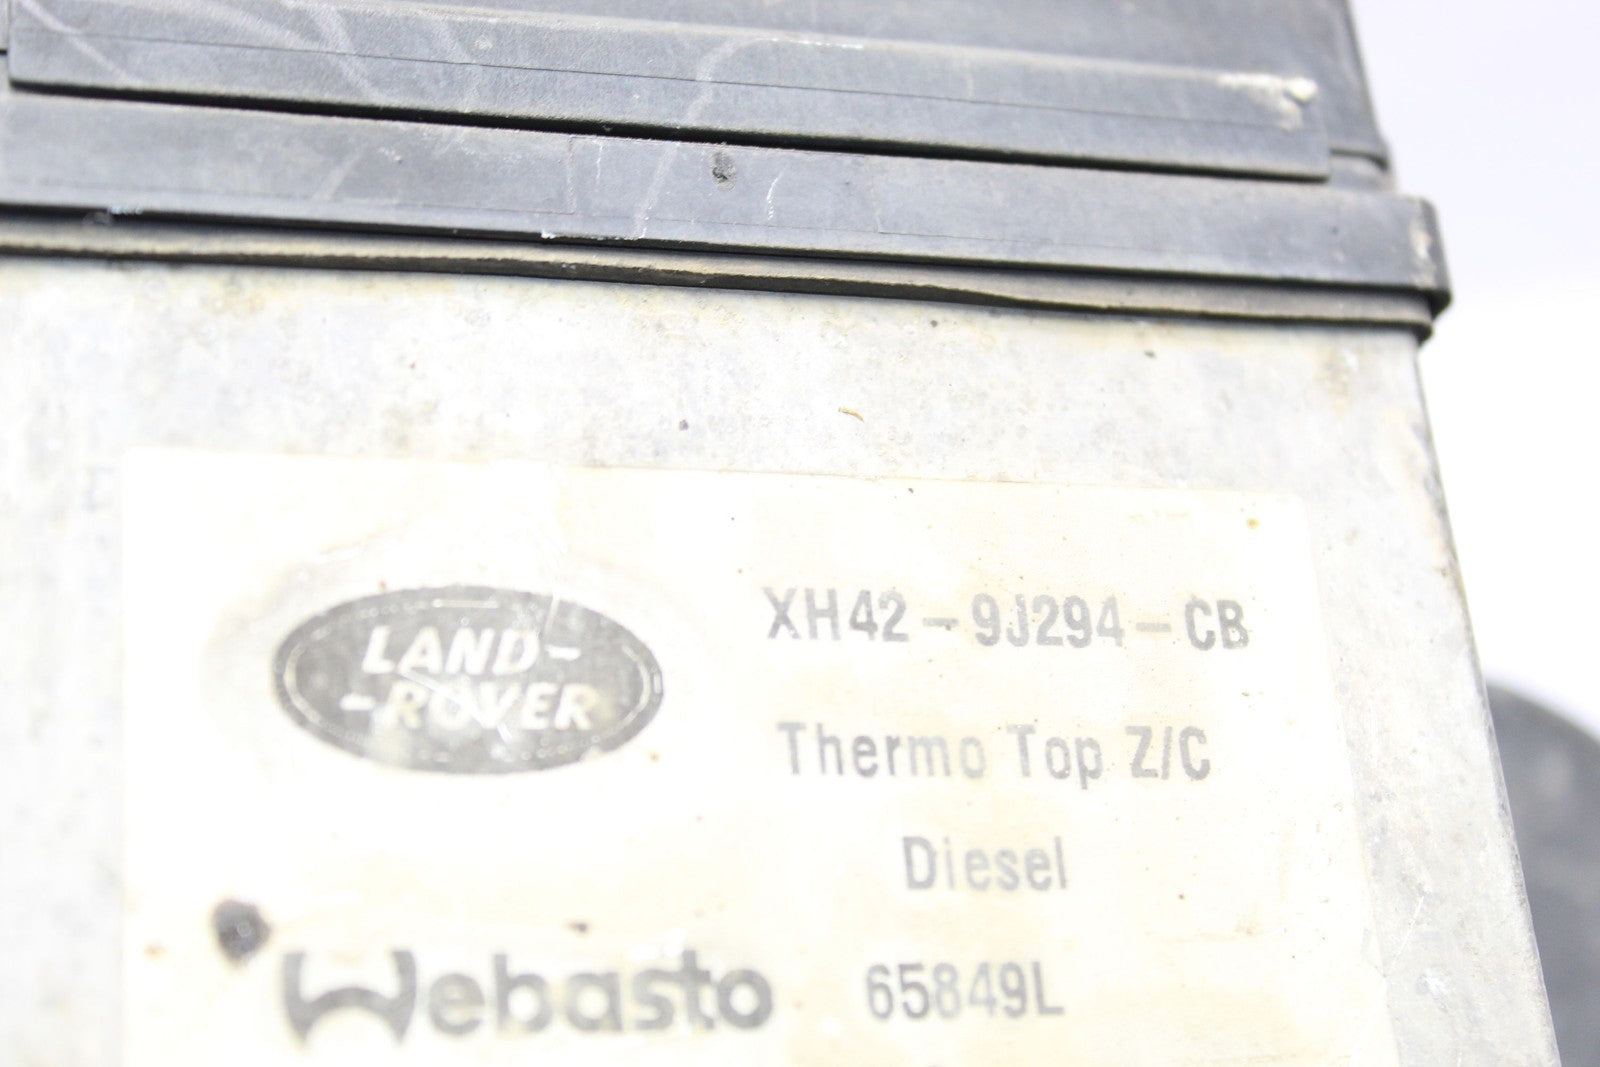 LAND-
-ROVER
XH42-9J294-CB
Thermo Top Z/C
Diesel
Webasto 65849L